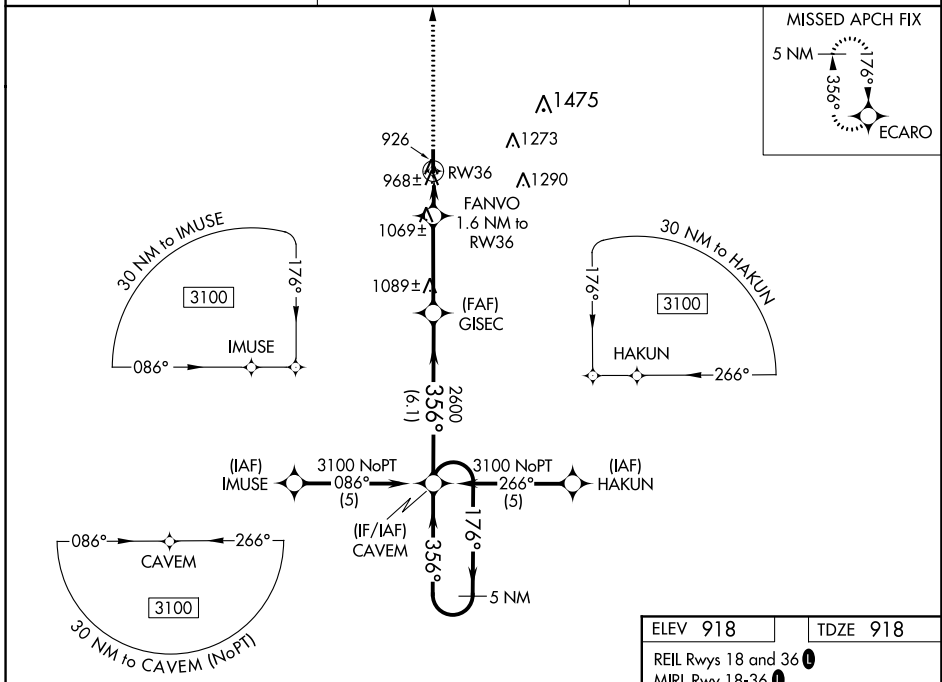 MISSED APCH FIX
5 NM
176°
356°
ECARO
1475
1273
926
968± RW36
1290
FANVO
1.6 NM to
RW36
1069±
30 NM to IMUSE
176°
3100
IMUSE
086°
30 NM to HAKUN
176°
3100
HAKUN
266°
1089±
(FAF)
GISEC
2600
356°
(6.1)
(IAF)
IMUSE
3100 NoPT
086°
(5)
3100 NoPT
266°
(5)
(IAF)
HAKUN
(IF/IAF)
CAVEM
356°
176°
5 NM
086°
266°
CAVEM
3100
30 NM to CAVEM (NoPT)
ELEV 918
TDZE 918
REIL Rwys 18 and 36 L
MIRL Rwy 18-36 L